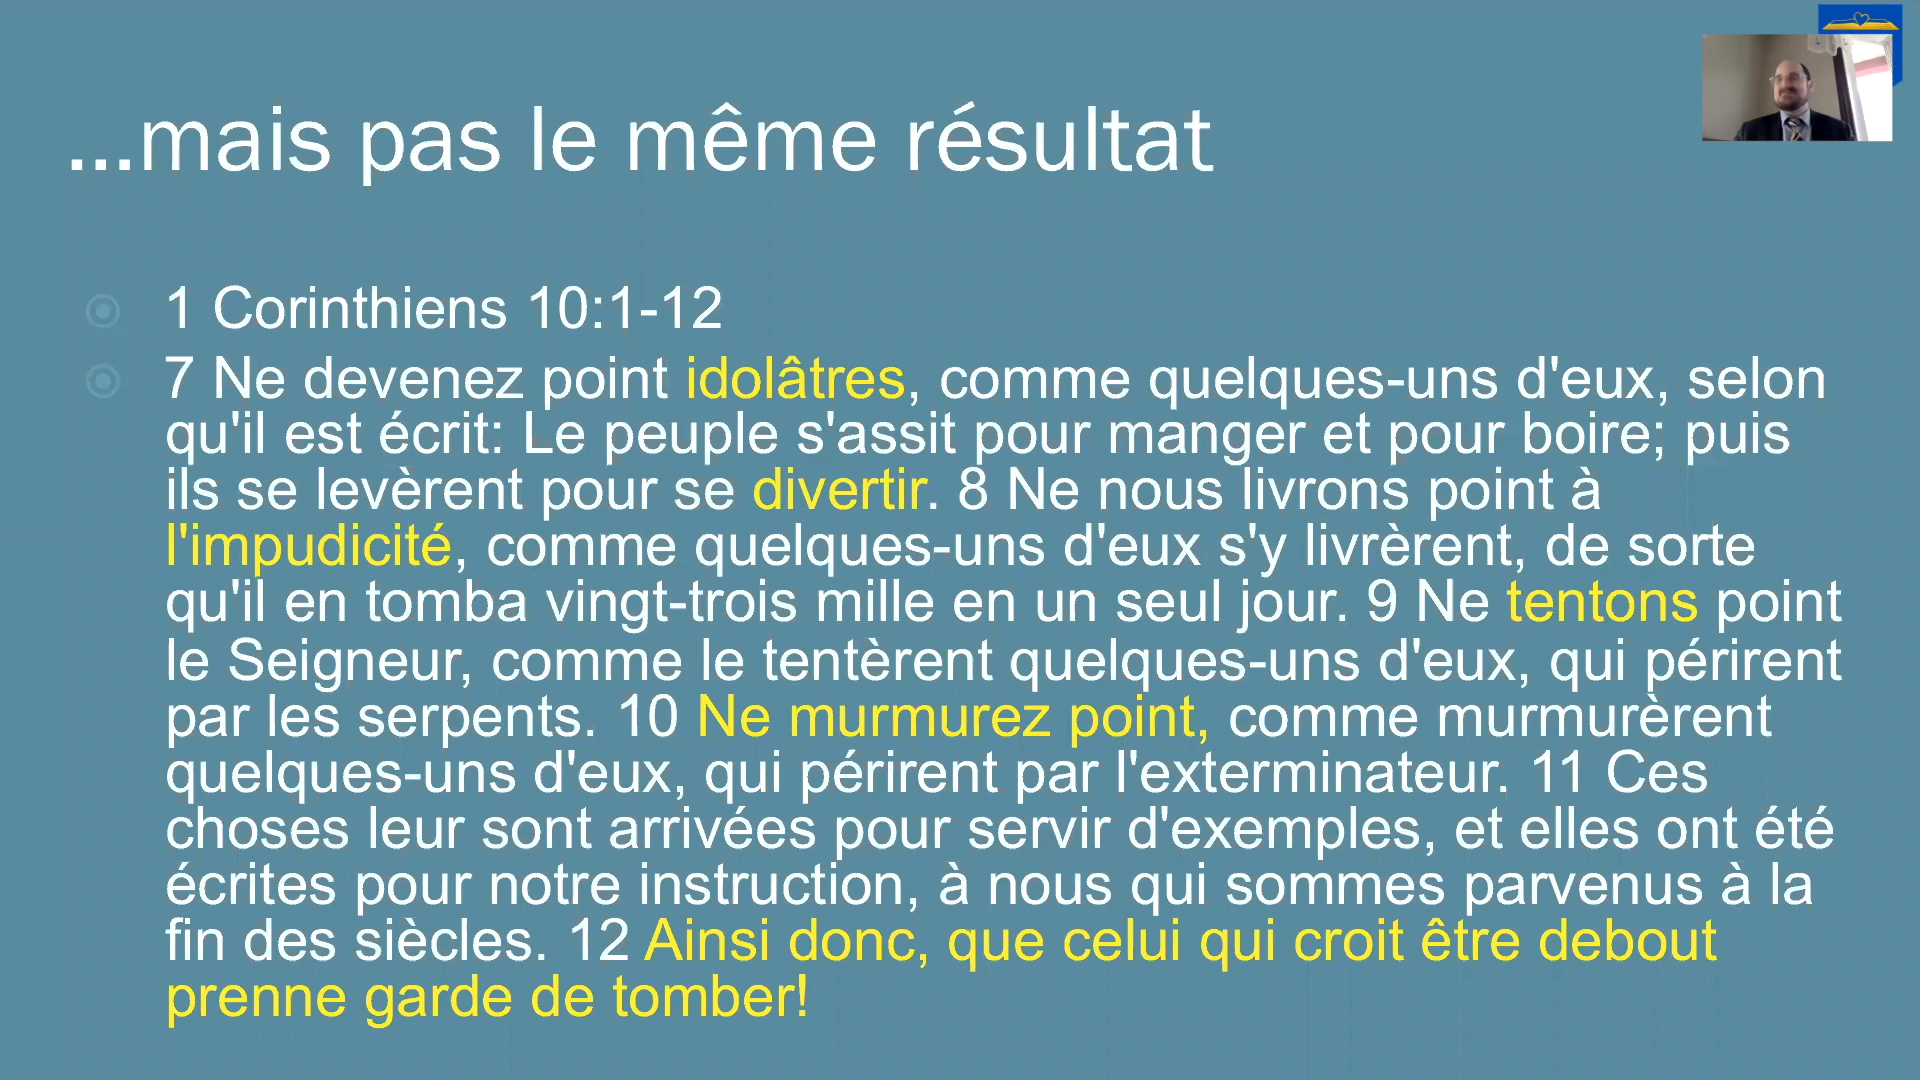 ...mais pas le même résultat
1 Corinthiens 10:1-12
7 Ne devenez point idolâtres, comme quelques-uns d'eux, selon
qu'il est écrit: Le peuple s'assit pour manger et pour boire; puis
ils se levèrent pour se divertir. 8 Ne nous livrons point à
l'impudicité, comme quelques-uns d'eux s'y livrèrent, de sorte
qu'il en tomba vingt-trois mille en un seul jour. 9 Ne tentons point
le Seigneur, comme le tentèrent quelques-uns d'eux, qui périrent
par les serpents. 10 Ne murmurez point, comme murmurèrent
quelques-uns d'eux, qui périrent par l'exterminateur. 11 Ces
choses leur sont arrivées pour servir d'exemples, et elles ont été
écrites pour notre instruction, à nous qui sommes parvenus à la
fin des siècles. 12 Ainsi donc, que celui qui croit être debout
prenne garde de tomber!